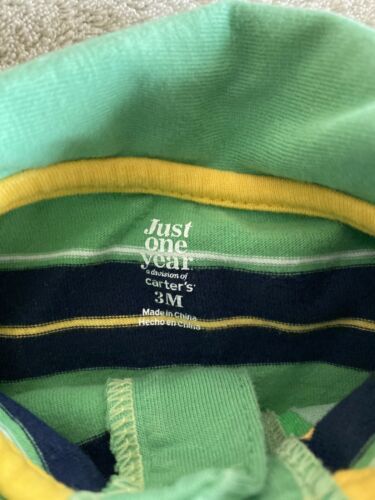 Just
one
year
a division of
carter's
3M
Made in China
Hecho en China